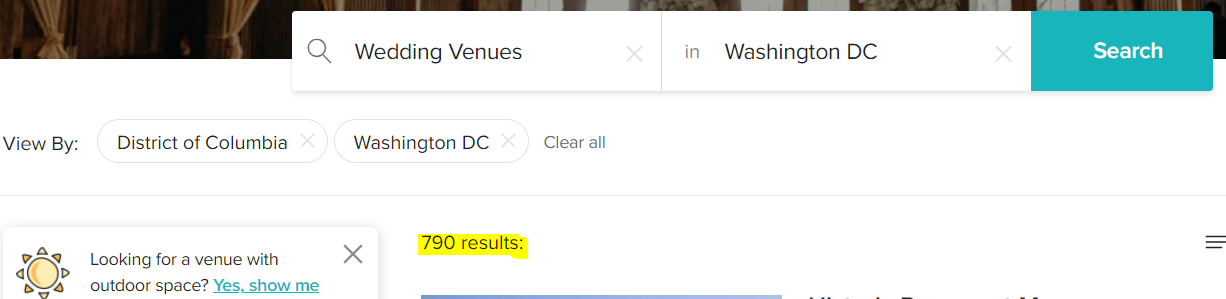 Wedding Venues in Washington DC Search
View By: District of Columbia Washington DC Clear all
790 results:
Looking for a venue with
outdoor space? Yes, show me